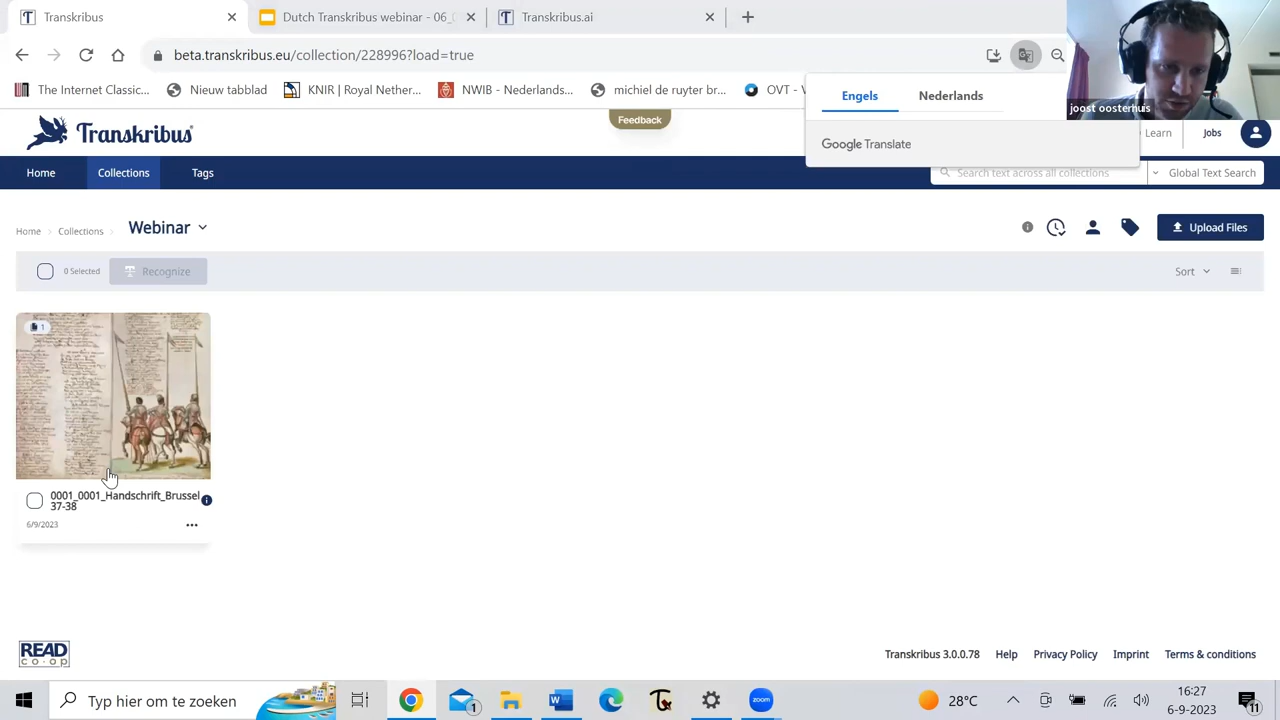 Transkribus
Dutch Transkribus webinar - 06_
Transkribus.ai
beta.transkribus.eu/collection/228996?load=true
The Internet Classic...
Nieuw tabblad
KNIR | Royal Nether...
NWIB - Nederlands...
michiel de ruyter br...
OVT - V
Engels
Nederlands
joost oosterhuis
Google Translate
Transkribus
Feedback
Learn
Jobs
Home
Collections
Tags
Search text across all collections
Global Text Search
Home
Collections
Webinar
Upload Files
0 Selected
Recognize
Sort
1
0001_0001_Handschrift_Brussel
37-38
6/9/2023
READ
co·op
Transkribus 3.0.0.78
Help
Privacy Policy
Imprint
Terms & conditions
Typ hier om te zoeken
1
W
zoom
28°C
16:27
6-9-2023
11